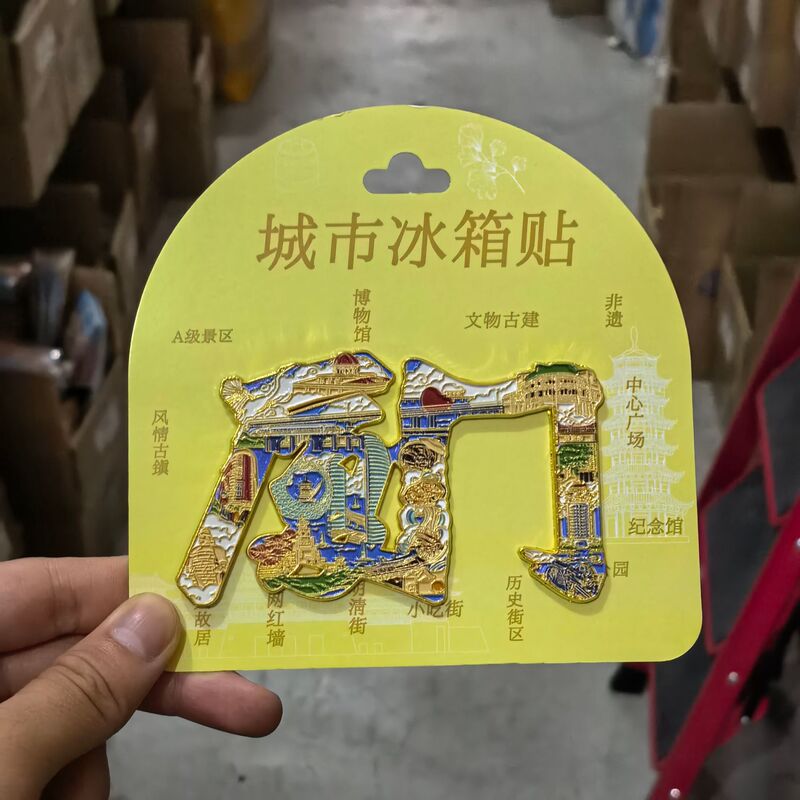 城市冰箱贴
博物馆
非遗
文物古建
A级景区
中心广场
风情古镇
厦门
纪念馆
园
故居
网红墙
明清街
小吃街
历史街区